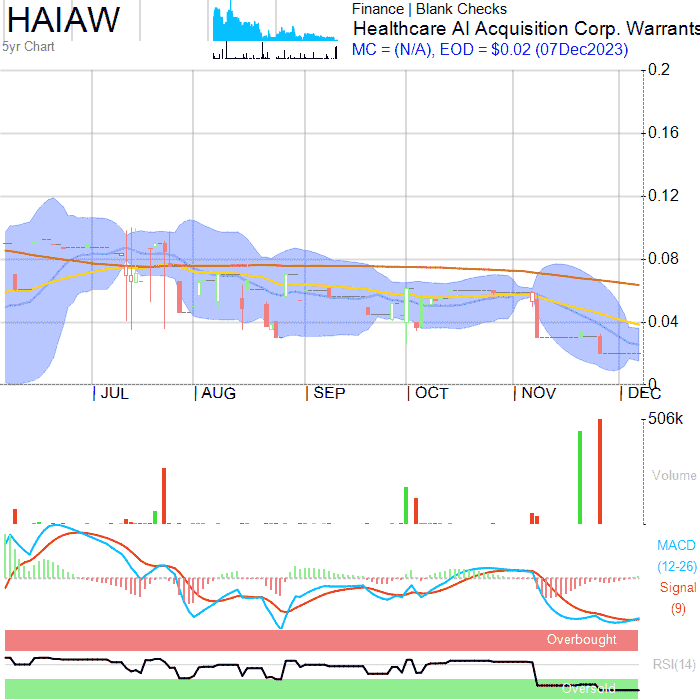 HAIAW
5yr Chart
Finance | Blank Checks
Healthcare AI Acquisition Corp. Warrants
MC = (N/A), EOD = $0.02 (07Dec2023)
0.2
0.16
0.12
0.08
0.04
0
JUL AUG SEP OCT NOV DEC
506k
Volume
MACD
(12-26)
Signal
(9)
Overbought
RSI(14)
Oversold